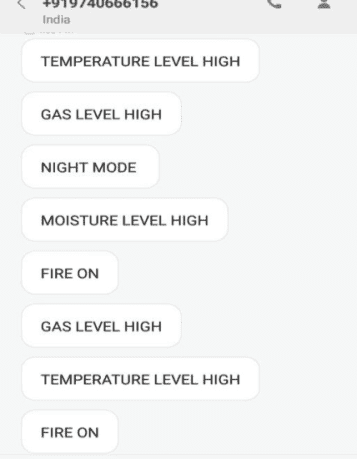 +919740666156
India
TEMPERATURE LEVEL HIGH
GAS LEVEL HIGH
NIGHT MODE
MOISTURE LEVEL HIGH
FIRE ON
GAS LEVEL HIGH
TEMPERATURE LEVEL HIGH
FIRE ON